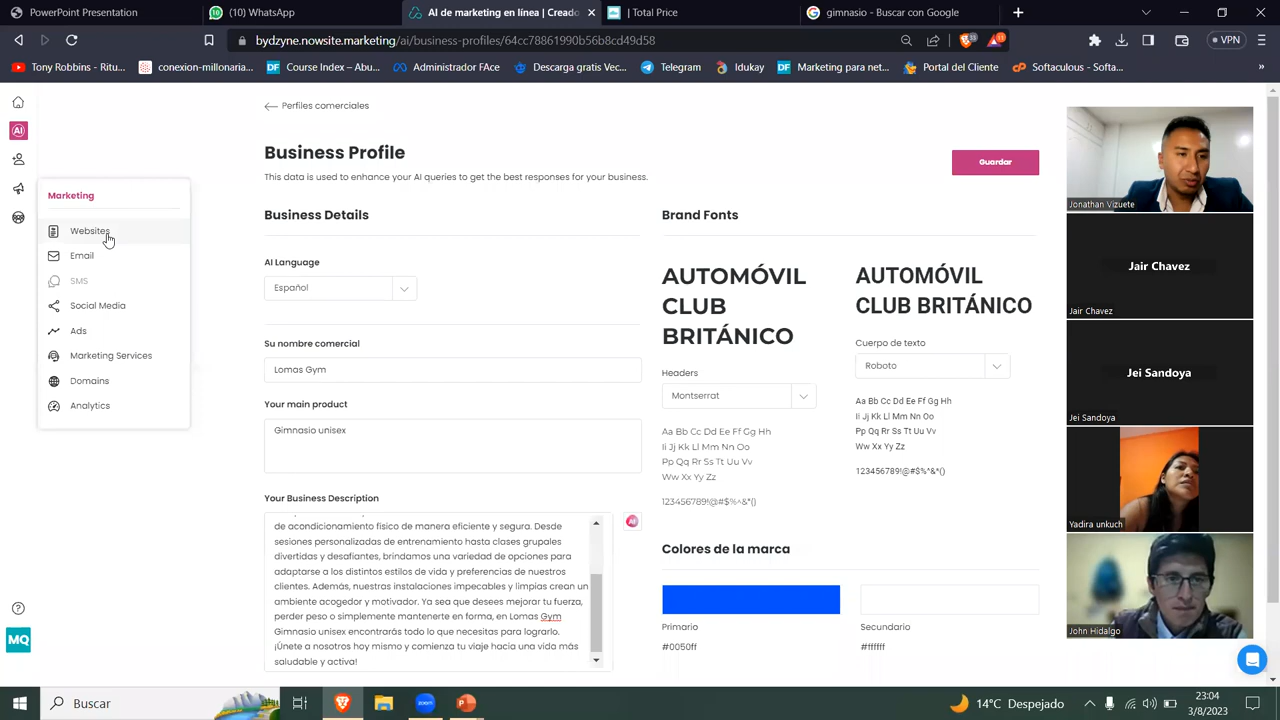 PowerPoint Presentation
(10) WhatsApp
AI de marketing en línea | Creado
| Total Price
gimnasio - Buscar con Google
bydzyne.nowsite.marketing/ai/business-profiles/64cc78861990b56b8cd49d58
VPN
Tony Robbins - Ritu...
conexion-millonaria...
Course Index – Abu...
Administrador FAce
Descarga gratis Vec...
Telegram
Idukay
Marketing para net...
Portal del Cliente
Softaculous - Softa...
»
AI
Marketing
Websites
Email
SMS
Social Media
Ads
Marketing Services
Domains
Analytics
MQ
Perfiles comerciales
Business Profile
Guardar
This data is used to enhance your AI queries to get the best responses for your business.
Business Details
AI Language
Español
Su nombre comercial
Lomas Gym
Your main product
Gimnasio unisex
Your Business Description
de acondicionamiento físico de manera eficiente y segura. Desde
sesiones personalizadas de entrenamiento hasta clases grupales
divertidas y desafiantes, brindamos una variedad de opciones para
adaptarse a los distintos estilos de vida y preferencias de nuestros
clientes. Además, nuestros instalaciones impecables y limpias crean un
ambiente acogedor y motivador. Ya sea que desees mejorar tu fuerza,
perder peso o simplemente mantenerte en forma, en Lomas Gym
Gimnasio unisex encontrarás todo lo que necesitas para lograrlo.
¡Únete a nosotros hoy mismo y comienza tu viaje hacia una vida más
saludable y activa!
AI
Brand Fonts
AUTOMÓVIL
CLUB
BRITÁNICO
Headers
Montserrat
Aa Bb Cc Dd Ee Ff Gg Hh
Ii Jj Kk Ll Mm Nn Oo
Pp Qq Rr Ss Tt Uu Vv
Ww Xx Yy Zz
123456789!@#$%^&*()
AUTOMÓVIL
CLUB BRITÁNICO
Cuerpo de texto
Roboto
Aa Bb Cc Dd Ee Ff Gg Hh
Ii Jj Kk Ll Mm Nn Oo
Pp Qq Rr Ss Tt Uu Vv
Ww Xx Yy Zz
123456789!@#$%^&*()
Colores de la marca
Primario
#0050ff
Secundario
#ffffff
Jonathan Vizuete
Jair Chavez
Jair Chavez
Jei Sandoya
Jei Sandoya
Yadira unkuch
John Hidalgo
Buscar
zoom
14°C Despejado
23:04
3/8/2023